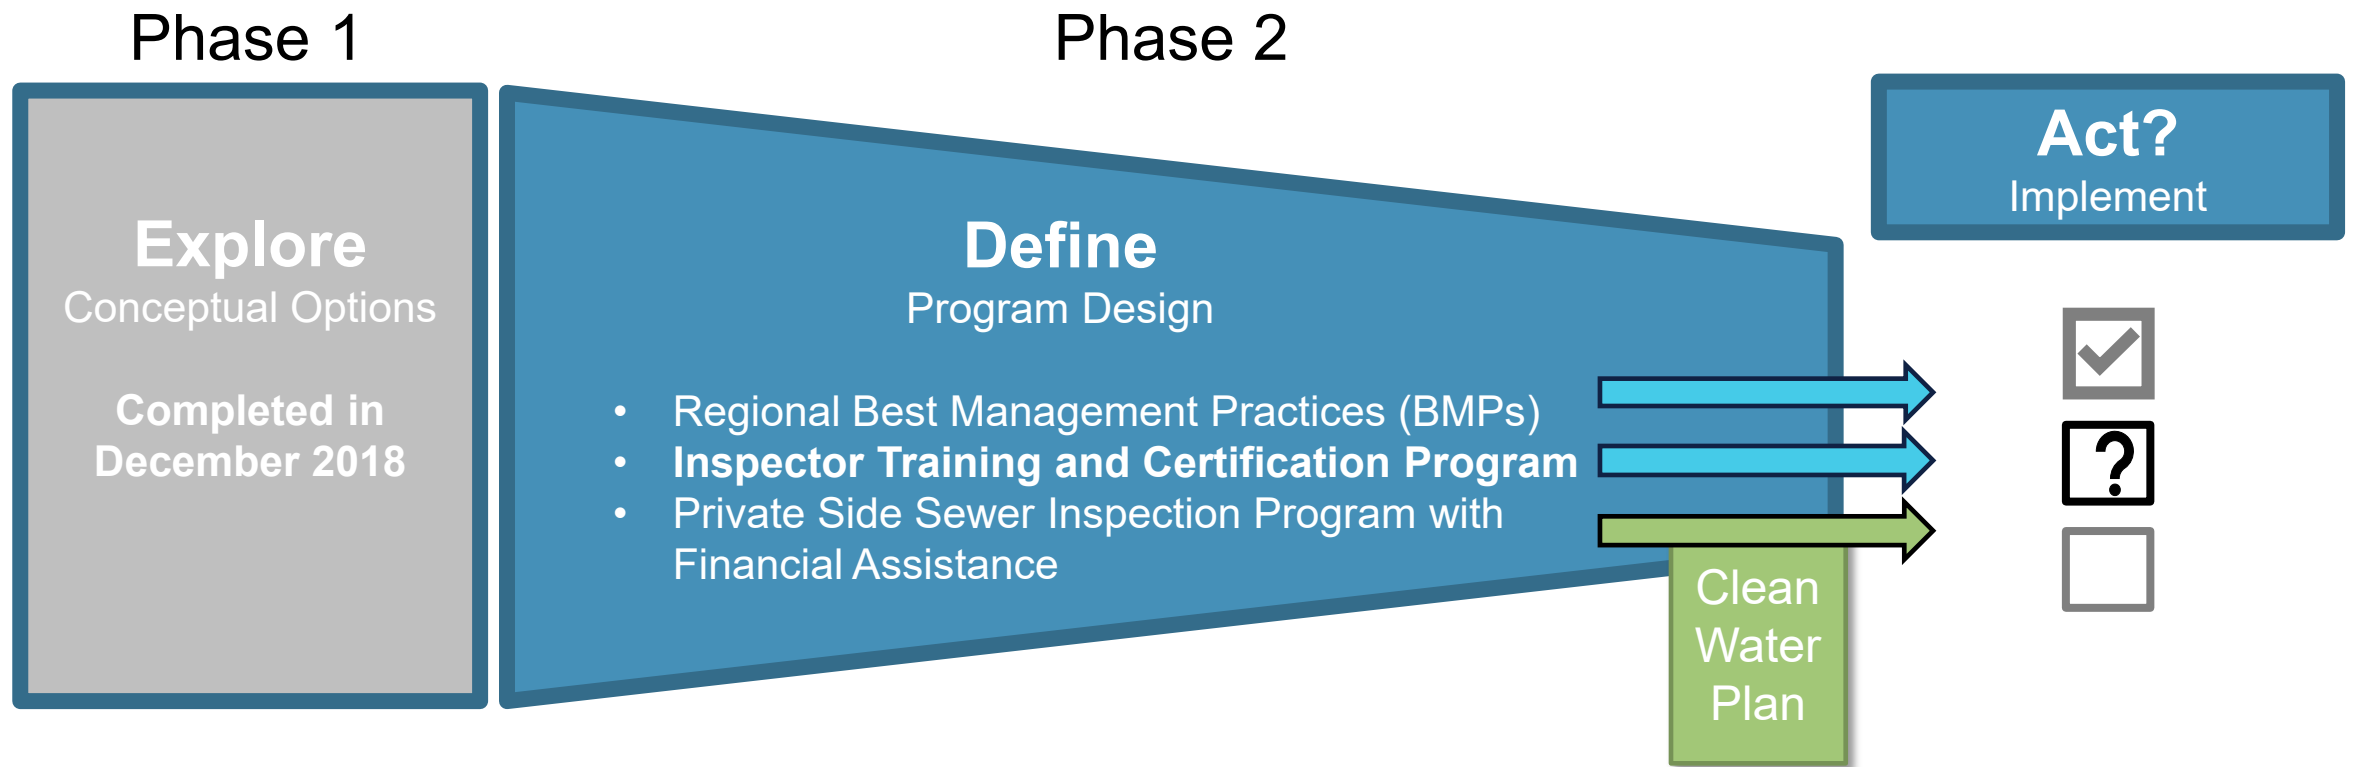 Phase 1
Phase 2
Explore
Conceptual Options
Completed in
December 2018
Define
Program Design
• Regional Best Management Practices (BMPs)
• Inspector Training and Certification Program
• Private Side Sewer Inspection Program with
Financial Assistance
Clean
Water
Plan
Act?
Implement
?